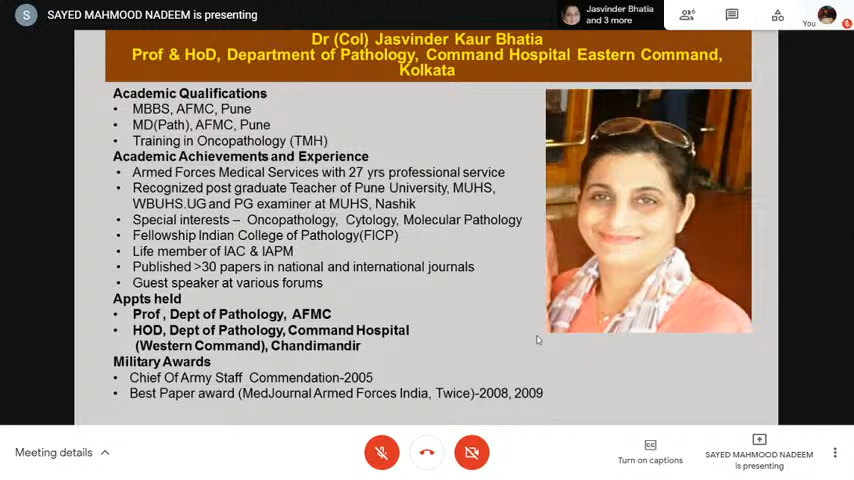 S SAYED MAHMOOD NADEEM is presenting
Jasvinder Bhatia
and 3 more
6
You
Dr (Col) Jasvinder Kaur Bhatia
Prof & HoD, Department of Pathology, Command Hospital Eastern Command,
Kolkata
Academic Qualifications
• MBBS, AFMC, Pune
• MD(Path), AFMC, Pune
• Training in Oncopathology (TMH)
Academic Achievements and Experience
• Armed Forces Medical Services with 27 yrs professional service
• Recognized post graduate Teacher of Pune University, MUHS,
WBUHS.UG and PG examiner at MUHS, Nashik
• Special interests – Oncopathology, Cytology, Molecular Pathology
• Fellowship Indian College of Pathology(FICP)
• Life member of IAC & IAPM
• Published >30 papers in national and international journals
• Guest speaker at various forums
Appts held
• Prof , Dept of Pathology, AFMC
• HOD, Dept of Pathology, Command Hospital
(Western Command), Chandimandir
Military Awards
• Chief Of Army Staff Commendation-2005
• Best Paper award (MedJournal Armed Forces India, Twice)-2008, 2009
Meeting details
Turn on captions
SAYED MAHMOOD NADEEM
is presenting